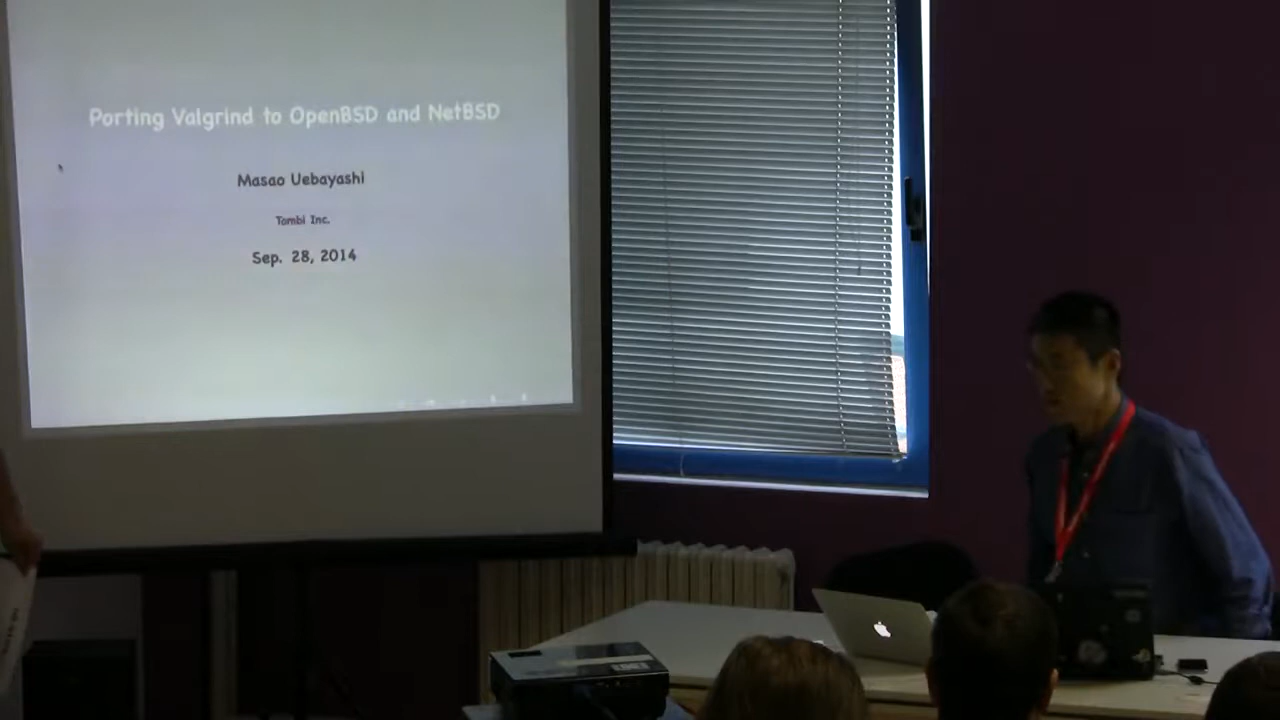 Porting Valgrind to OpenBSD and NetBSD
Masao Uebayashi
Tombi Inc.
Sep. 28, 2014